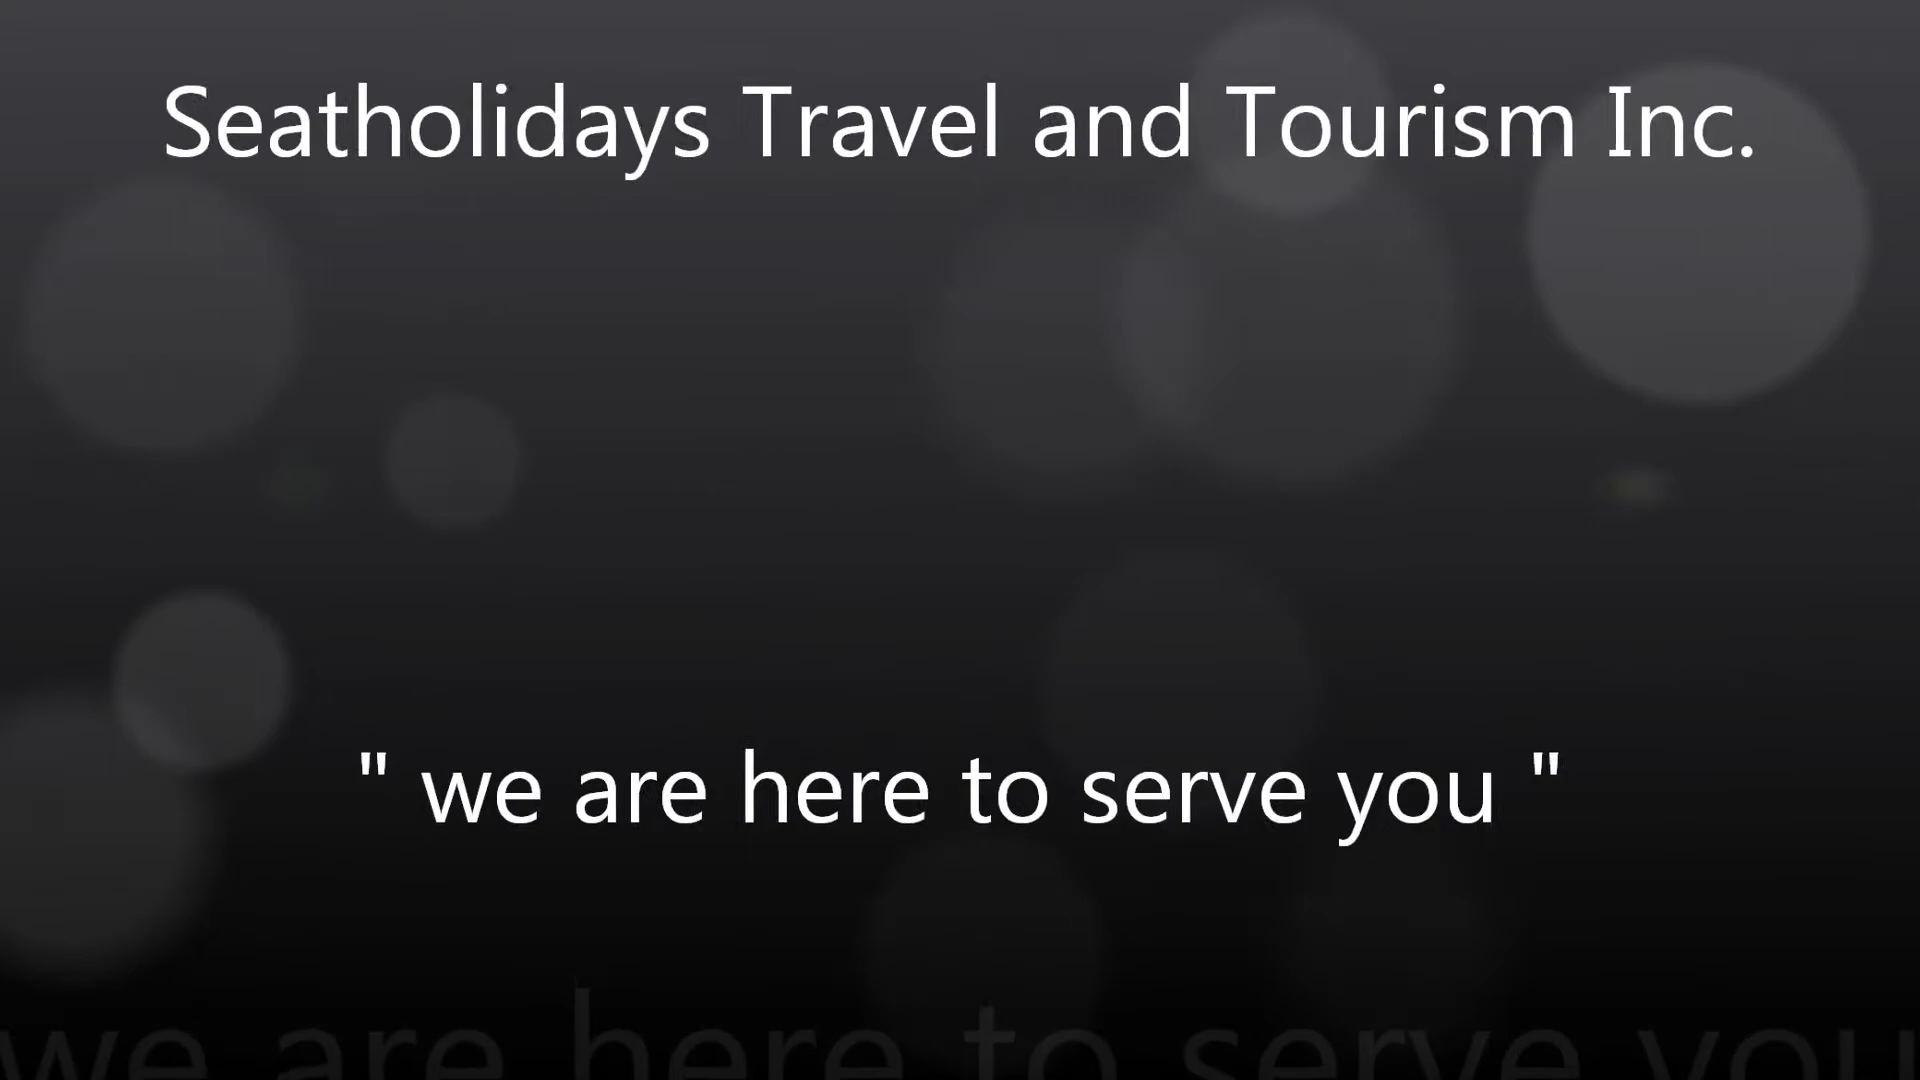 Seatholidays Travel and Tourism Inc.
" we are here to serve you "
we are here to serve you